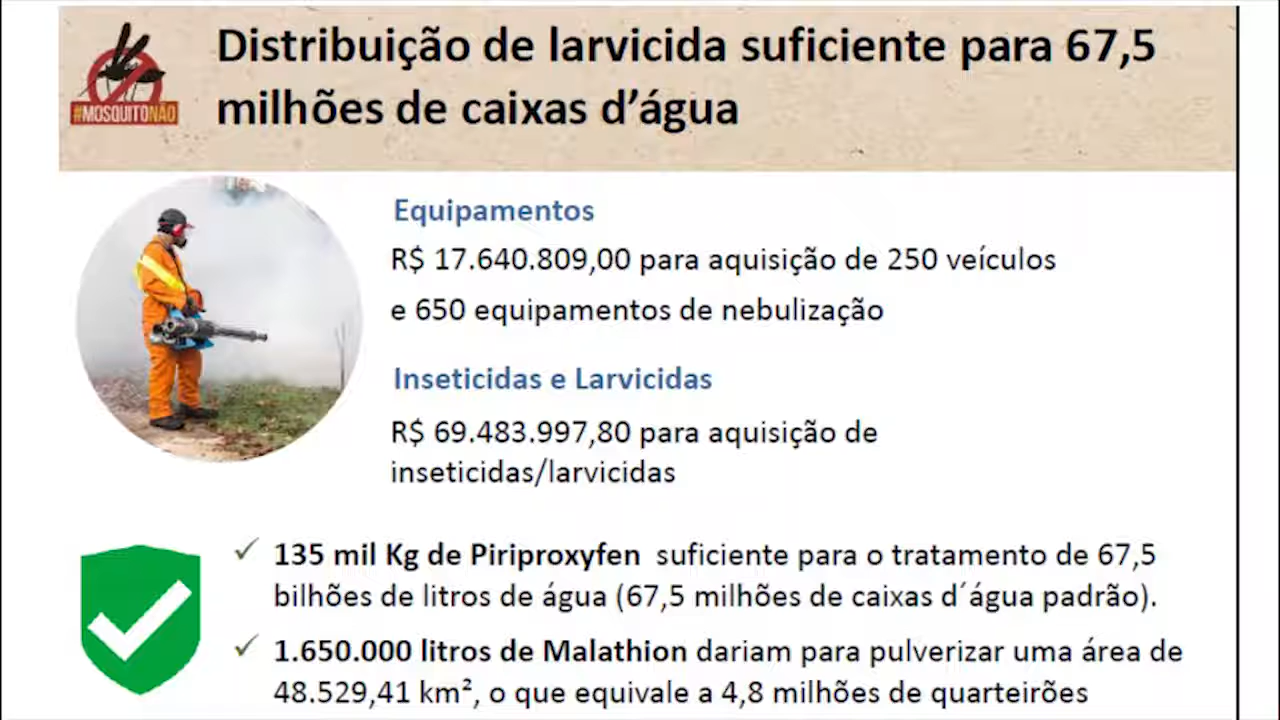 Distribuição de larvicida suficiente para 67,5
milhões de caixas d’água
#MOSQUITONÃO
Equipamentos
R$ 17.640.809,00 para aquisição de 250 veículos
e 650 equipamentos de nebulização
Inseticidas e Larvicidas
R$ 69.483.997,80 para aquisição de
inseticidas/larvicidas
✓ 135 mil Kg de Piriproxyfen suficiente para o tratamento de 67,5
bilhões de litros de água (67,5 milhões de caixas d´água padrão).
✓ 1.650.000 litros de Malathion dariam para pulverizar uma área de
48.529,41 km², o que equivale a 4,8 milhões de quarteirões